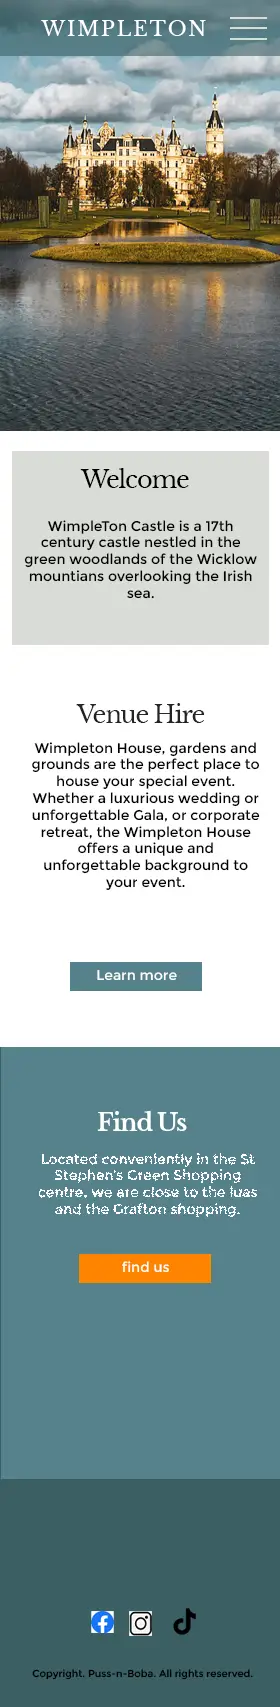 WIMPLETON
Welcome
WimpleTon Castle is a 17th
century castle nestled in the
green woodlands of the Wicklow
mountians overlooking the Irish
sea.
Venue Hire
Wimpleton House, gardens and
grounds are the perfect place to
house your special event.
Whether a luxurious wedding or
unforgettable Gala, or corporate
retreat, the Wimpleton House
offers a unique and
unforgettable background to
your event.
Learn more
Find Us
Located conveniently in the St
Stephen's Green Shopping
centre, we are close to the luas
and the Grafton shopping.
find us
Copyright. Puss-n-Boba. All rights reserved.